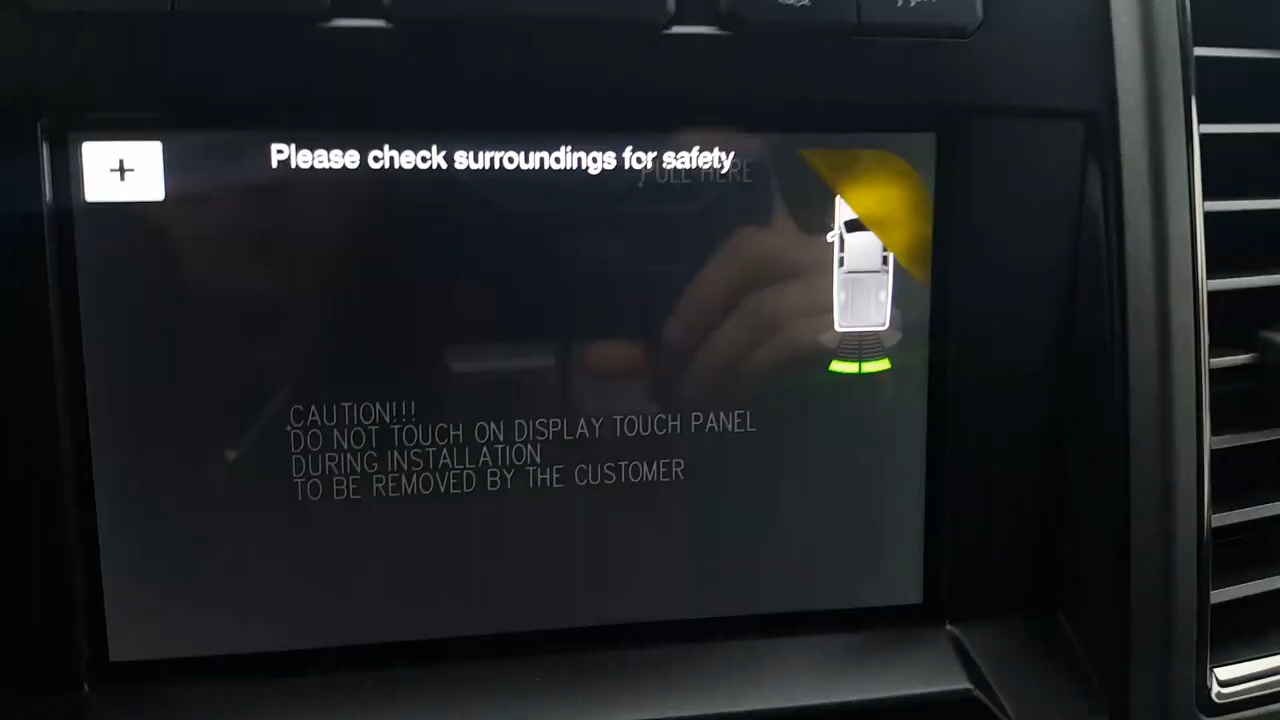 +
Please check surroundings for safety
PULL HERE
CAUTION!!!
DO NOT TOUCH ON DISPLAY TOUCH PANEL
DURING INSTALLATION
TO BE REMOVED BY THE CUSTOMER